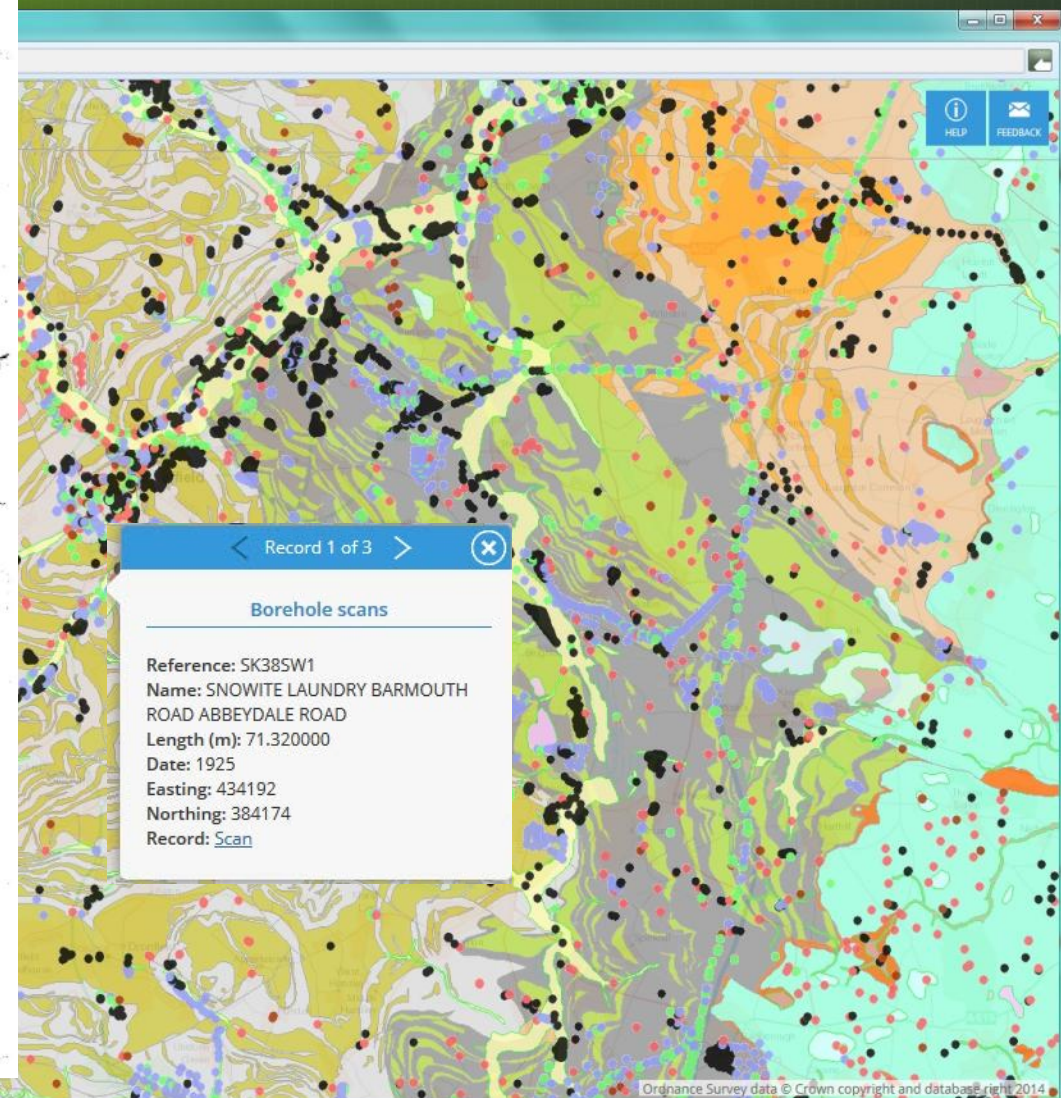 HELP
FEEDBACK
Record 1 of 3
Borehole scans
Reference: SK38SW1
Name: SNOWITE LAUNDRY BARMOUTH
ROAD ABBEYDALE ROAD
Length (m): 71.320000
Date: 1925
Easting: 434192
Northing: 384174
Record: Scan
Ordnance Survey data © Crown copyright and database right 2014